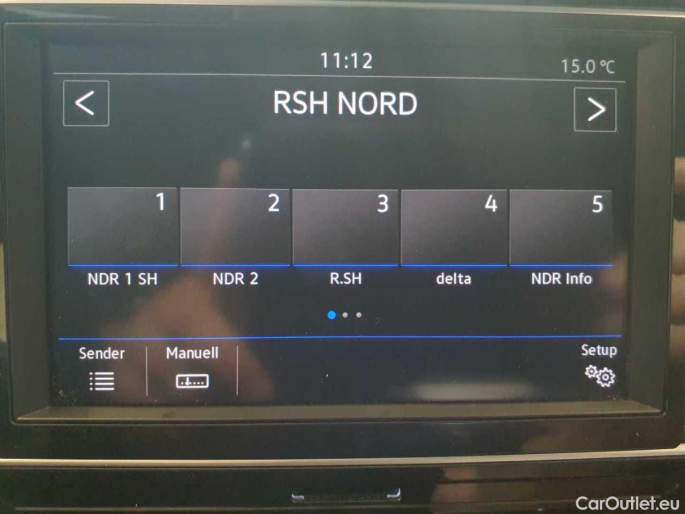 11:12
15.0 °C
< RSH NORD >
1 2 3 4 5
NDR 1 SH NDR 2 R.SH delta NDR Info
Sender Manuell Setup
CarOutlet.eu